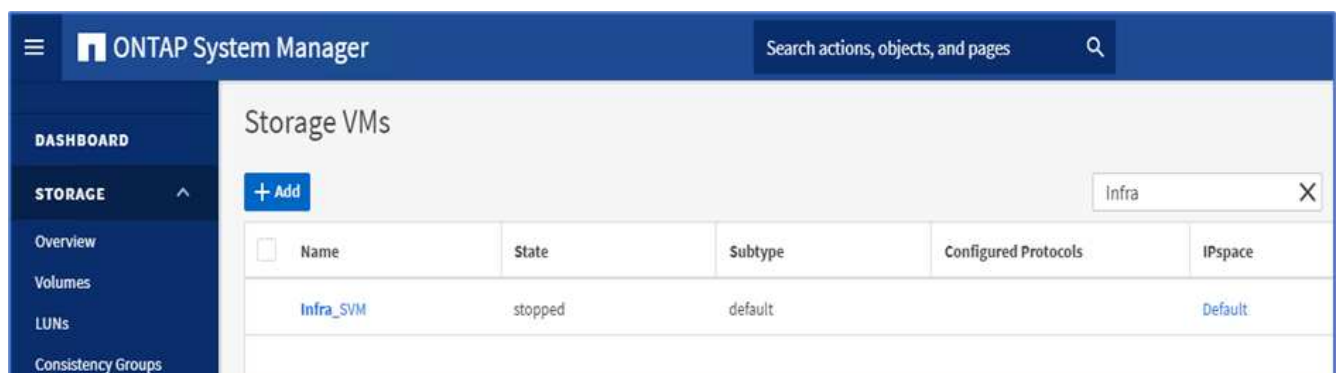 ONTAP System Manager
Search actions, objects, and pages
DASHBOARD
STORAGE
Overview
Volumes
LUNs
Consistency Groups
Storage VMs
+ Add
Infra
Name State Subtype Configured Protocols IPspace
Infra_SVM stopped default Default